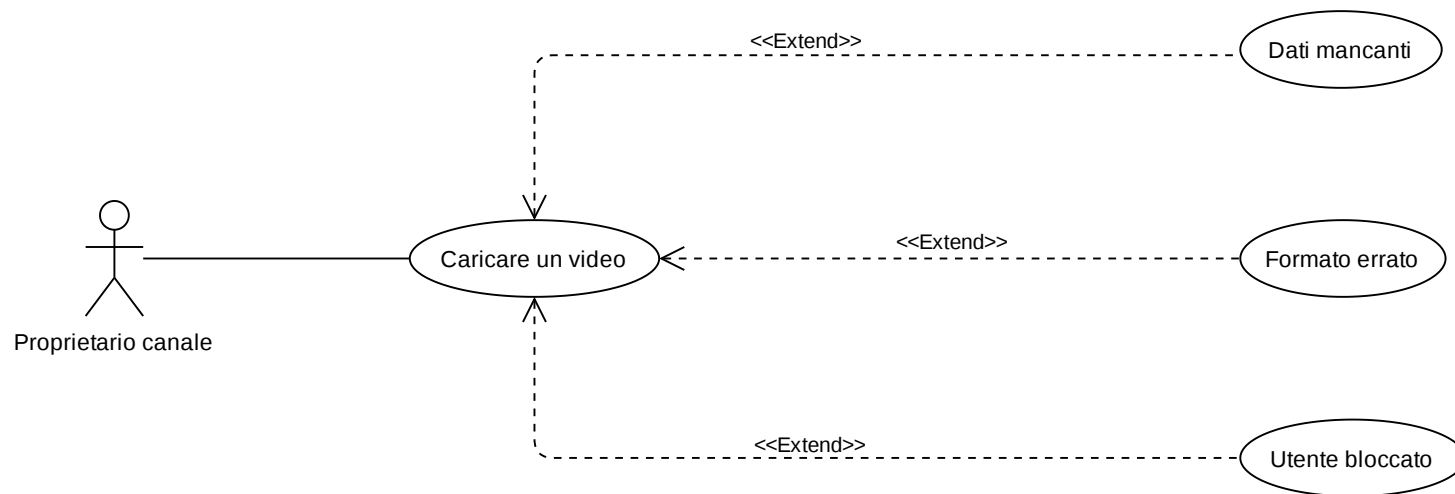 <<Extend>>
Dati mancanti
Caricare un video
<<Extend>>
Formato errato
Proprietario canale
<<Extend>>
Utente bloccato